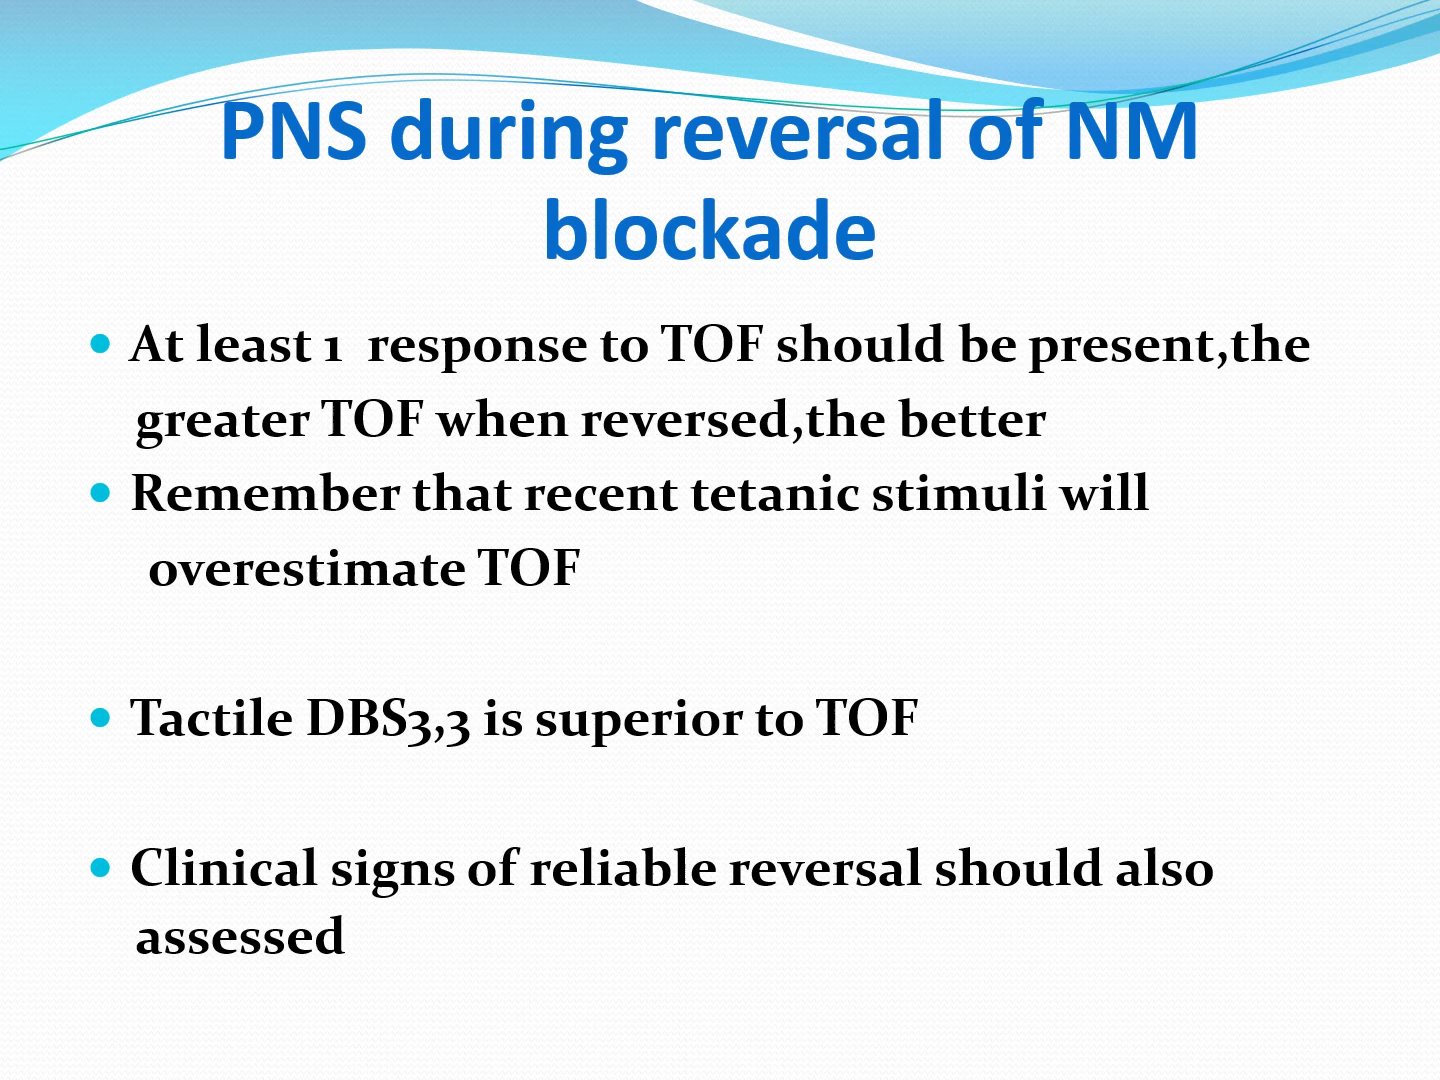 PNS during reversal of NM
blockade
• At least 1  response to TOF should be present,the
greater TOF when reversed,the better
• Remember that recent tetanic stimuli will
overestimate TOF
• Tactile DBS3,3 is superior to TOF
• Clinical signs of reliable reversal should also
assessed